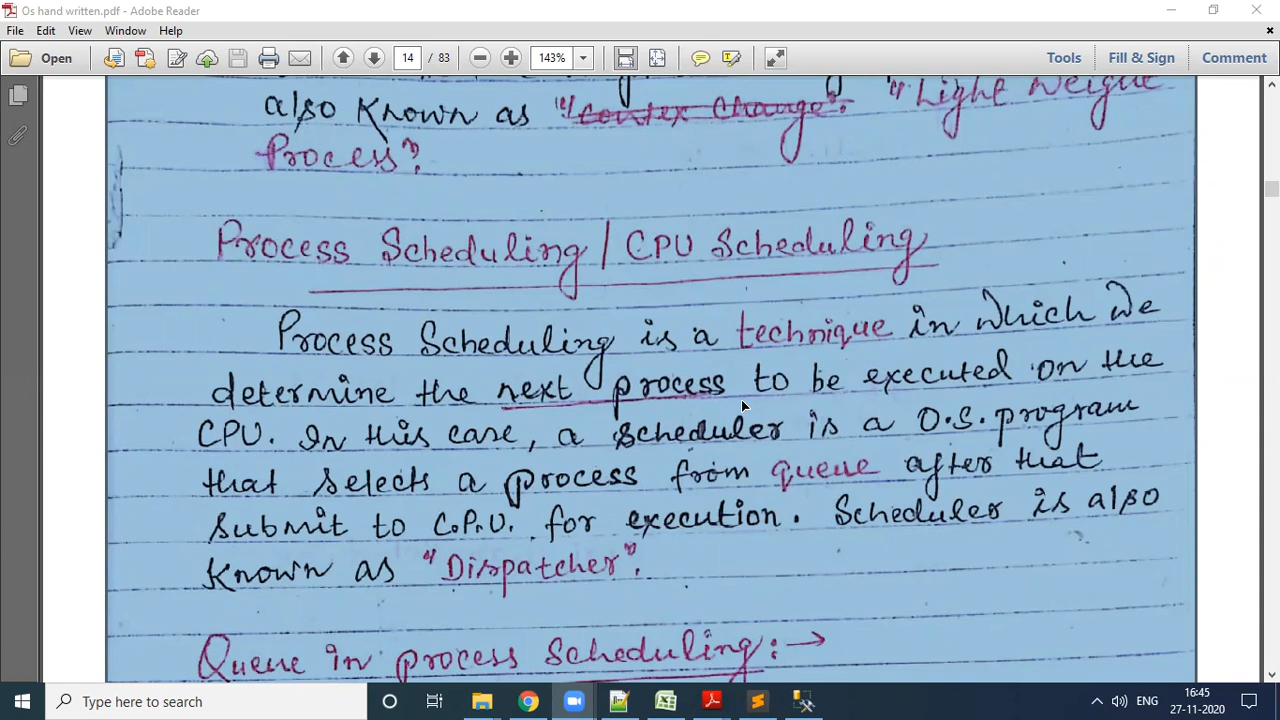 Os hand written.pdf - Adobe Reader
File Edit View Window Help
Open 14 / 83 143% Tools Fill & Sign Comment
also Known as "Contex Change". "Light Weight
Process".
Process Scheduling / CPU Scheduling
Process Scheduling is a technique in which we
determine the next process to be executed on the
CPU. In this case, a scheduler is a O.S. program
that selects a process from queue after that
submit to C.P.U. for execution. Scheduler is also
Known as "Dispatcher".
Queue in process Scheduling :→
Type here to search
ENG
16:45
27-11-2020